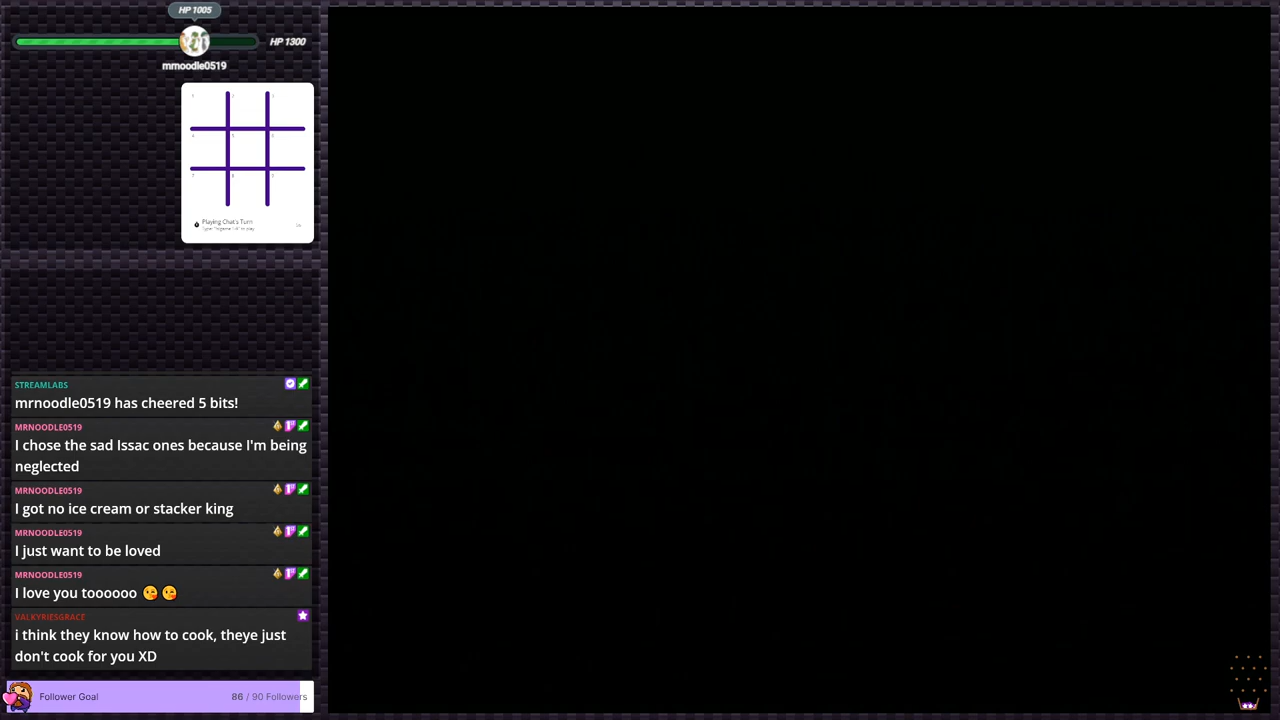 HP 1005
HP 1300
mmoodle0519
Playing Chat's Turn
STREAMLABS
mrnoodle0519 has cheered 5 bits!
MRNOODLE0519
I chose the sad Issac ones because I'm being
neglected
MRNOODLE0519
I got no ice cream or stacker king
MRNOODLE0519
I just want to be loved
MRNOODLE0519
I love you toooooo 😘 😘
VALKYRIESGRACE
i think they know how to cook, theye just
don't cook for you XD
Follower Goal
86 / 90 Followers